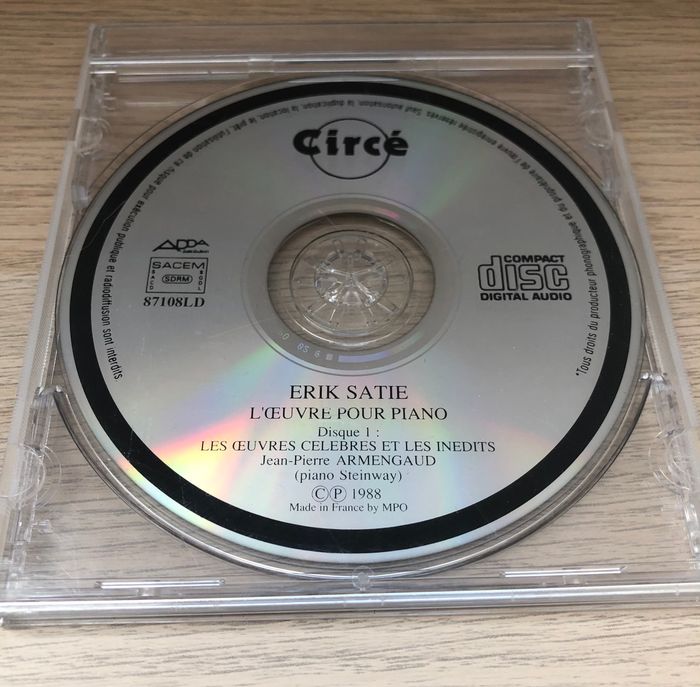 Circé
ADDA
SACEM
SACD
SDRM
SGDL
87108LD
COMPACT
disc
DIGITAL AUDIO
ERIK SATIE
L'ŒUVRE POUR PIANO
Disque 1 :
LES ŒUVRES CELEBRES ET LES INEDITS
Jean-Pierre ARMENGAUD
(piano Steinway)
ⒸⓅ 1988
Made in France by MPO
*Tous droits du producteur phonographique et du propriétaire de l'œuvre enregistrée réservés. Sauf autorisation, la duplication, la location, le prêt, l'utilisation de ce disque pour exécution publique et radiodiffusion sont interdits.